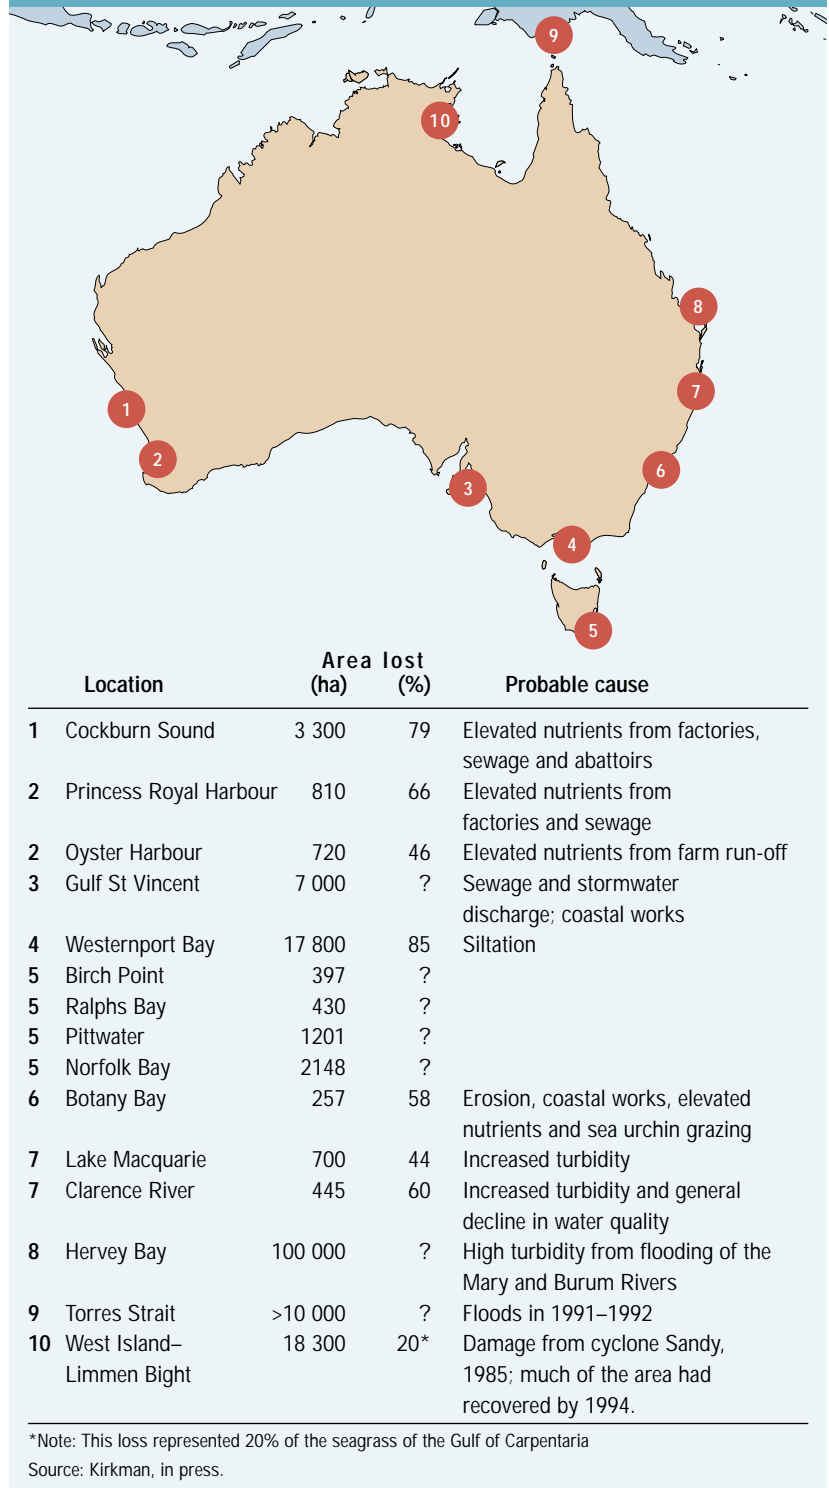 9
10
8
7
1
2
6
3
4
5
Area lost
Location (ha) (%) Probable cause
1 Cockburn Sound 3 300 79 Elevated nutrients from factories,
sewage and abattoirs
2 Princess Royal Harbour 810 66 Elevated nutrients from
factories and sewage
2 Oyster Harbour 720 46 Elevated nutrients from farm run-off
3 Gulf St Vincent 7 000 ? Sewage and stormwater
discharge; coastal works
4 Westernport Bay 17 800 85 Siltation
5 Birch Point 397 ?
5 Ralphs Bay 430 ?
5 Pittwater 1201 ?
5 Norfolk Bay 2148 ?
6 Botany Bay 257 58 Erosion, coastal works, elevated
nutrients and sea urchin grazing
7 Lake Macquarie 700 44 Increased turbidity
7 Clarence River 445 60 Increased turbidity and general
decline in water quality
8 Hervey Bay 100 000 ? High turbidity from flooding of the
Mary and Burum Rivers
9 Torres Strait >10 000 ? Floods in 1991–1992
10 West Island– 18 300 20* Damage from cyclone Sandy,
Limmen Bight 1985; much of the area had
recovered by 1994.
*Note: This loss represented 20% of the seagrass of the Gulf of Carpentaria
Source: Kirkman, in press.